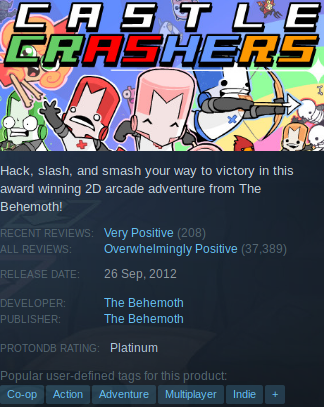 CASTLE
CRASHERS
Hack, slash, and smash your way to victory in this
award winning 2D arcade adventure from The
Behemoth!
RECENT REVIEWS: Very Positive (208)
ALL REVIEWS: Overwhelmingly Positive (37,389)
RELEASE DATE: 26 Sep, 2012
DEVELOPER: The Behemoth
PUBLISHER: The Behemoth
PROTONDB RATING: Platinum
Popular user-defined tags for this product:
Co-op Action Adventure Multiplayer Indie +